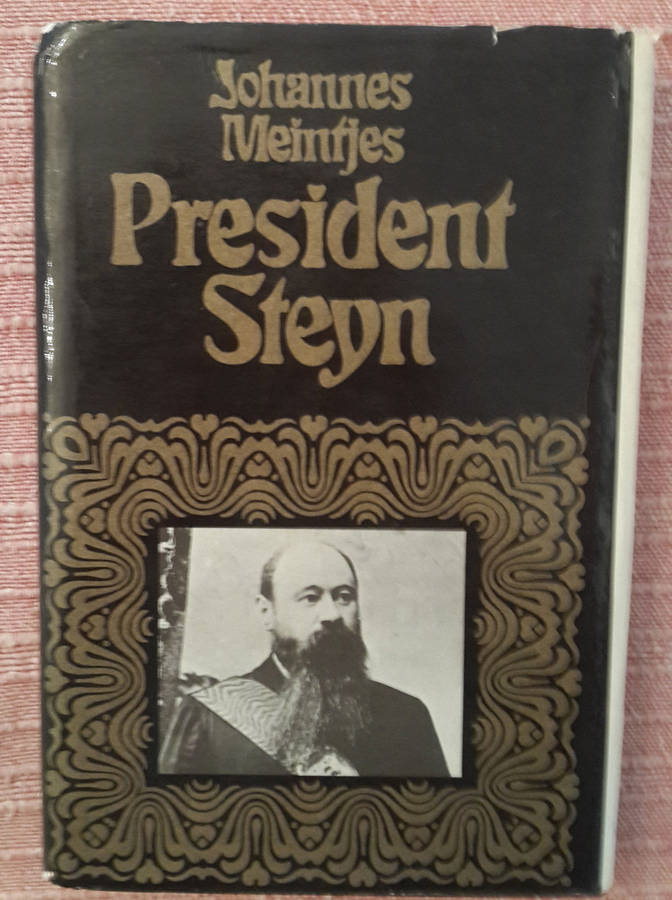 Johannes
Meintjes
President
Steyn